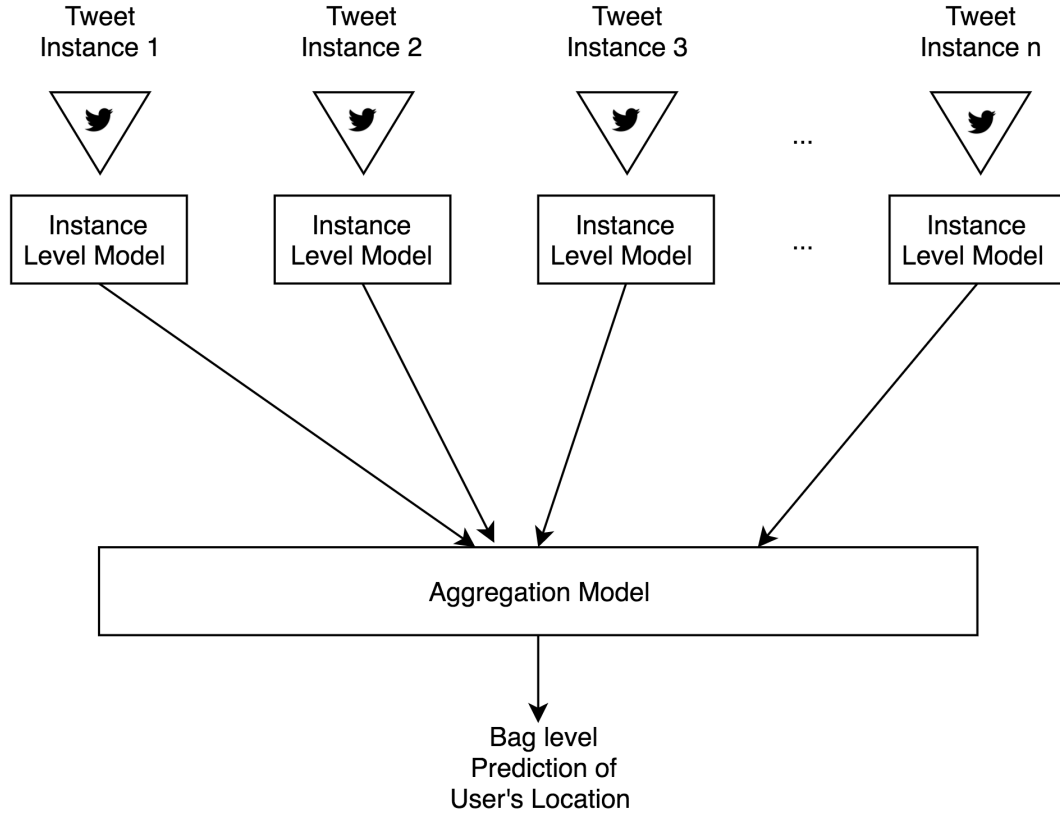 Tweet
Instance 1
Tweet
Instance 2
Tweet
Instance 3
Tweet
Instance n
...
Instance
Level Model
Instance
Level Model
Instance
Level Model
...
Instance
Level Model
Aggregation Model
Bag level
Prediction of
User's Location